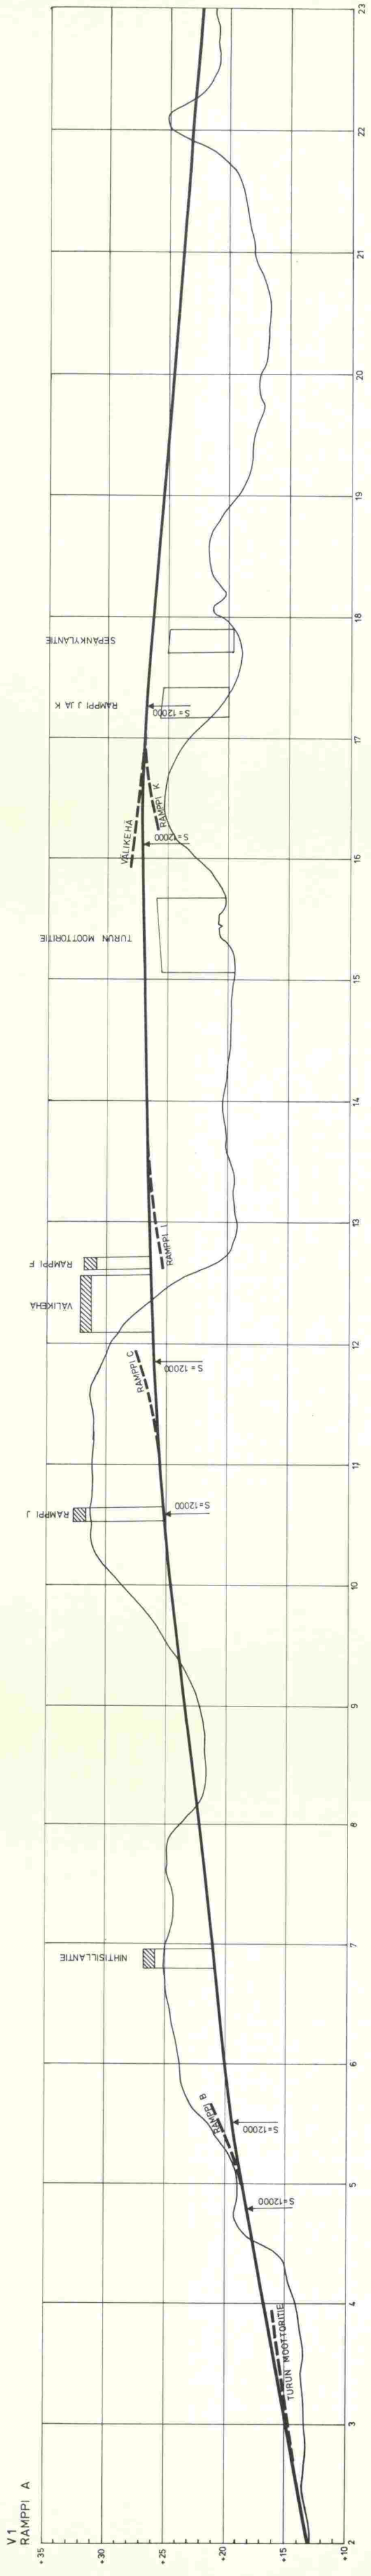 V1
RAMPPI A
+35
+30
+25
+20
+15
+10
2
3
4
5
6
7
8
9
10
11
12
13
14
15
16
17
18
19
20
21
22
23
TURUN MOOTTORITIE
S=12000
RAMPPI B
S=12000
NIHTISILLANTIE
RAMPPI J
S=12000
RAMPPI C
S=12000
VÄLIKEHÄ
RAMPPI F
RAMPPI I
TURUN MOOTTORITIE
VÄLIKEHÄ
S=12000
RAMPPI K
RAMPPI J JA K
S=12000
SEPÄNKYLÄNTIE